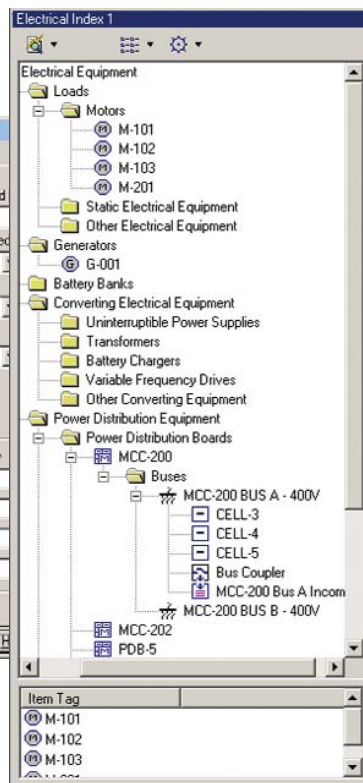 Electrical Index 1
Electrical Equipment
Loads
Motors
M-101
M-102
M-103
M-201
Static Electrical Equipment
Other Electrical Equipment
Generators
G-001
Battery Banks
Converting Electrical Equipment
Uninterruptible Power Supplies
Transformers
Battery Chargers
Variable Frequency Drives
Other Converting Equipment
Power Distribution Equipment
Power Distribution Boards
MCC-200
Buses
MCC-200 BUS A - 400V
CELL-3
CELL-4
CELL-5
Bus Coupler
MCC-200 Bus A Incom
MCC-200 BUS B - 400V
MCC-202
PDB-5
Item Tag
M-101
M-102
M-103